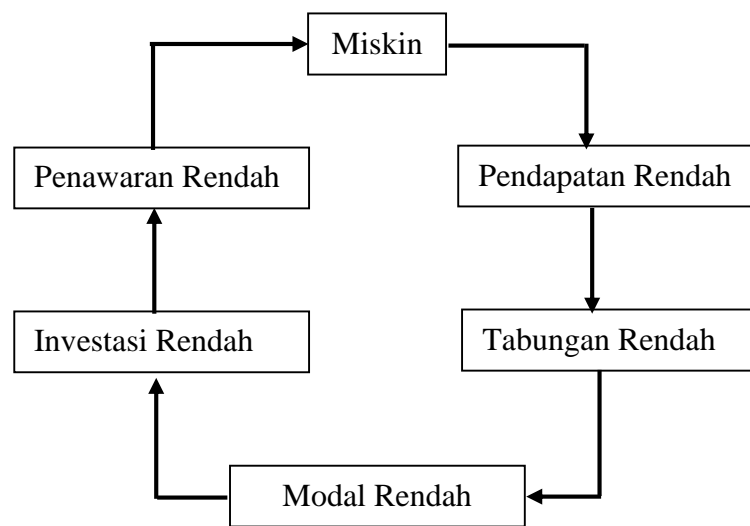 Miskin
Penawaran Rendah
Pendapatan Rendah
Investasi Rendah
Tabungan Rendah
Modal Rendah